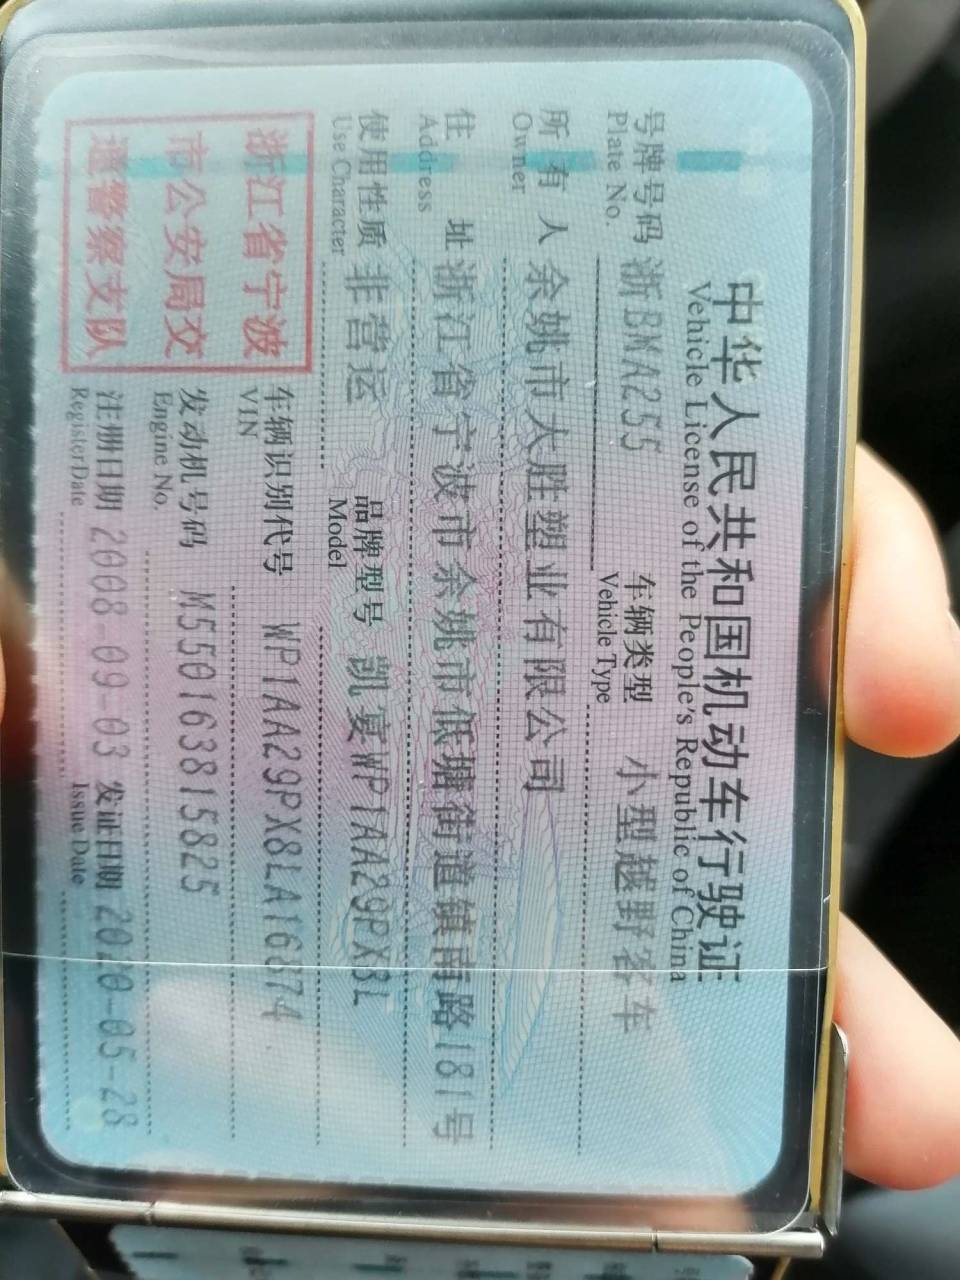 中华人民共和国机动车行驶证
Vehicle License of the People's Republic of China
号牌号码 浙BMA255 车辆类型 小型越野客车
Plate No. Vehicle Type
所有人 余姚市大胜塑业有限公司
Owner
住址 浙江省宁波市余姚市低塘街道镇南路181号
Address
使用性质 非营运 品牌型号 凯宴WP1AA29PX8L
Use Character Model
浙江省宁波
市公安局交
通警察支队
车辆识别代号 WP1AA29PX8LA16874
VIN
发动机号码 M550163815825
Engine No.
注册日期 2008-09-03 发证日期 2020-05-28
Register Date Issue Date